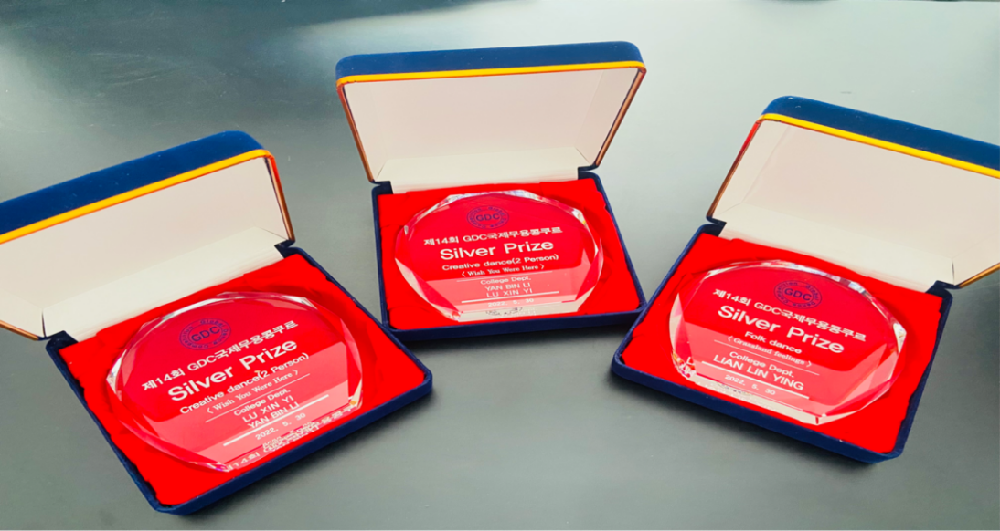 GDC
제14회 GDC국제무용콩쿠르
Silver Prize
Creative dance(2 Person)
< Wish You Were Here >
College Dept.
LU XIN YI
YAN BIN LI
2022. 5. 30
GDC
제14회 GDC국제무용콩쿠르
Silver Prize
Creative dance(2 Person)
< Wish You Were Here >
College Dept.
YAN BIN LI
LU XIN YI
2022. 5. 30
GDC
제14회 GDC국제무용콩쿠르
Silver Prize
Folk dance
< Grassland feelings >
College Dept.
LIAN LIN YING
2022. 5. 30